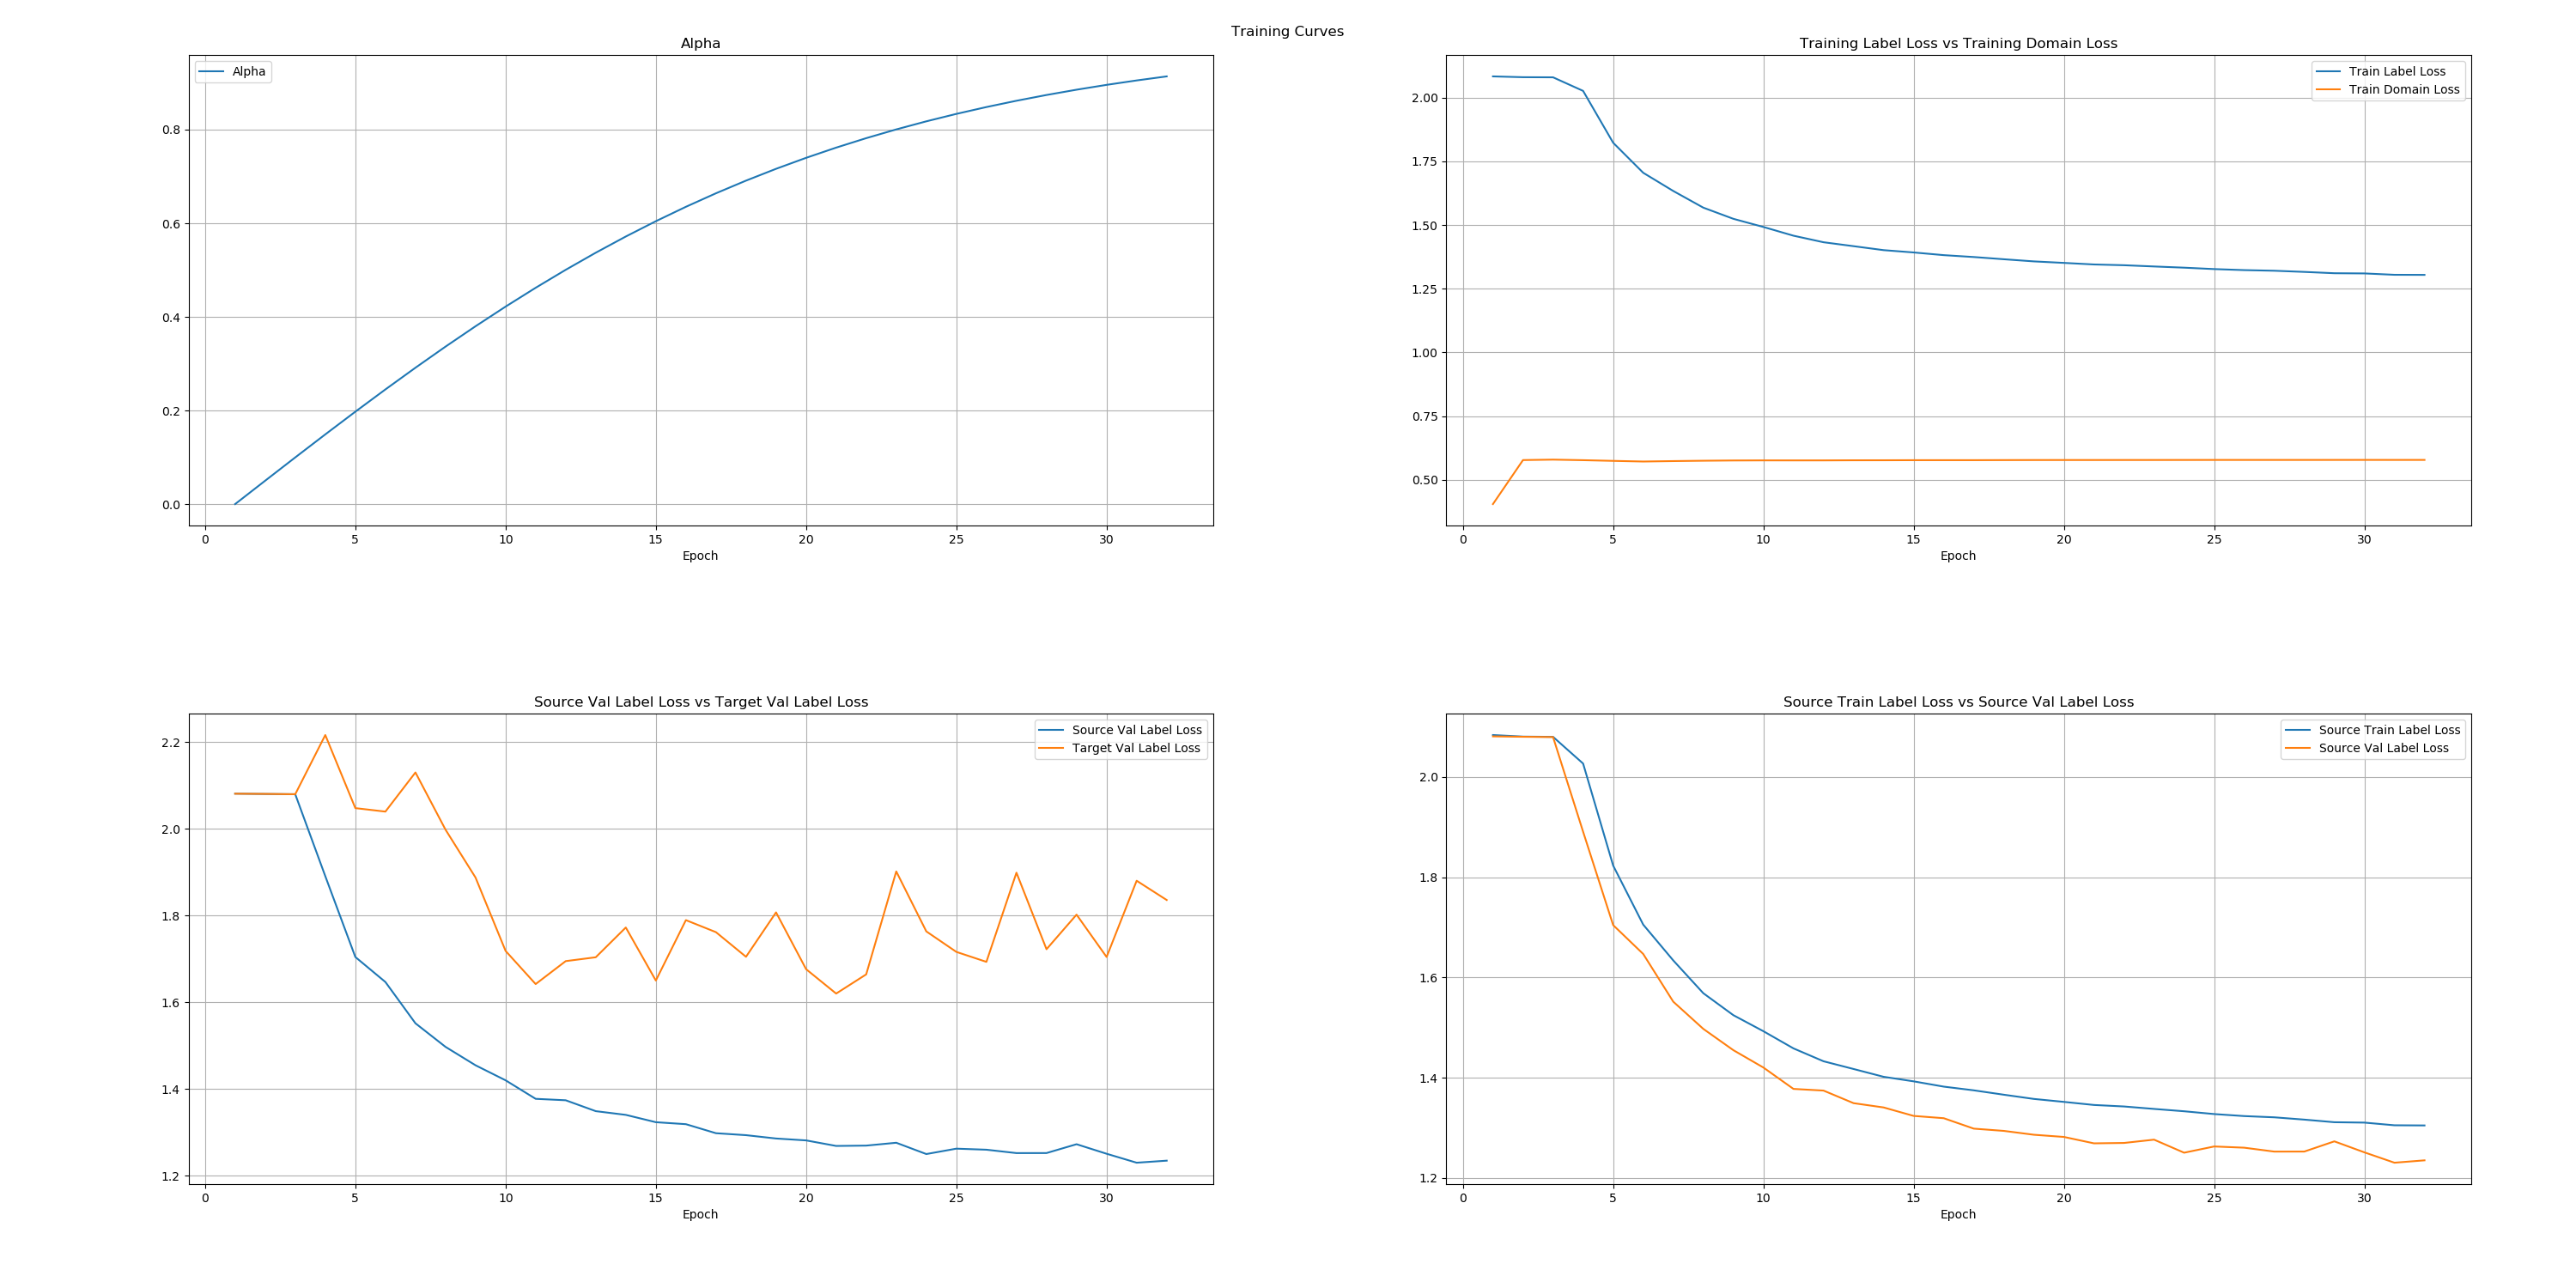 Training Curves
Alpha
Alpha
0.8
0.6
0.4
0.2
0.0
0 5 10 15 20 25 30
Epoch
Training Label Loss vs Training Domain Loss
Train Label Loss
Train Domain Loss
2.00
1.75
1.50
1.25
1.00
0.75
0.50
0 5 10 15 20 25 30
Epoch
Source Val Label Loss vs Target Val Label Loss
Source Val Label Loss
Target Val Label Loss
2.2
2.0
1.8
1.6
1.4
1.2
0 5 10 15 20 25 30
Epoch
Source Train Label Loss vs Source Val Label Loss
Source Train Label Loss
Source Val Label Loss
2.0
1.8
1.6
1.4
1.2
0 5 10 15 20 25 30
Epoch